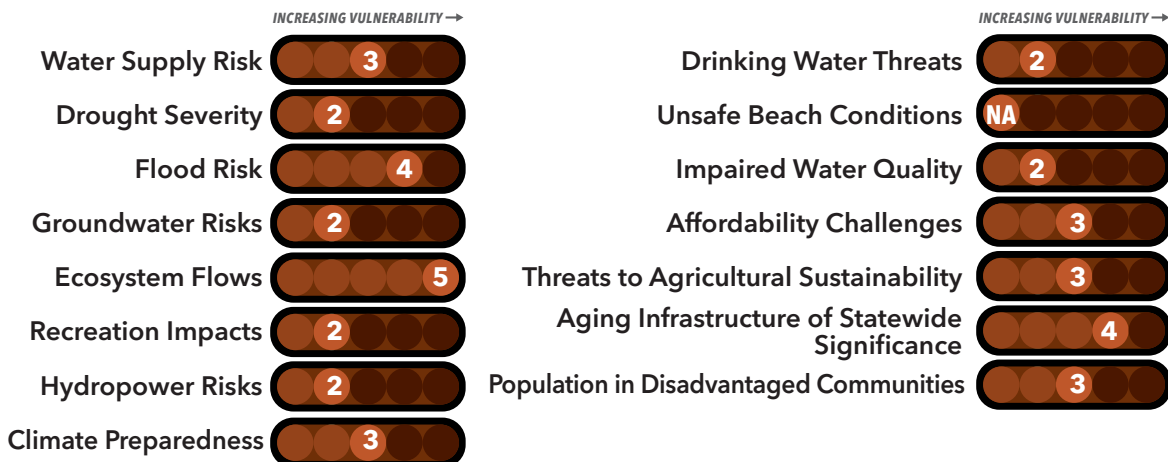 INCREASING VULNERABILITY →
Water Supply Risk 3
Drought Severity 2
Flood Risk 4
Groundwater Risks 2
Ecosystem Flows 5
Recreation Impacts 2
Hydropower Risks 2
Climate Preparedness 3
INCREASING VULNERABILITY →
Drinking Water Threats 2
Unsafe Beach Conditions NA
Impaired Water Quality 2
Affordability Challenges 3
Threats to Agricultural Sustainability 3
Aging Infrastructure of Statewide
Significance 4
Population in Disadvantaged Communities 3